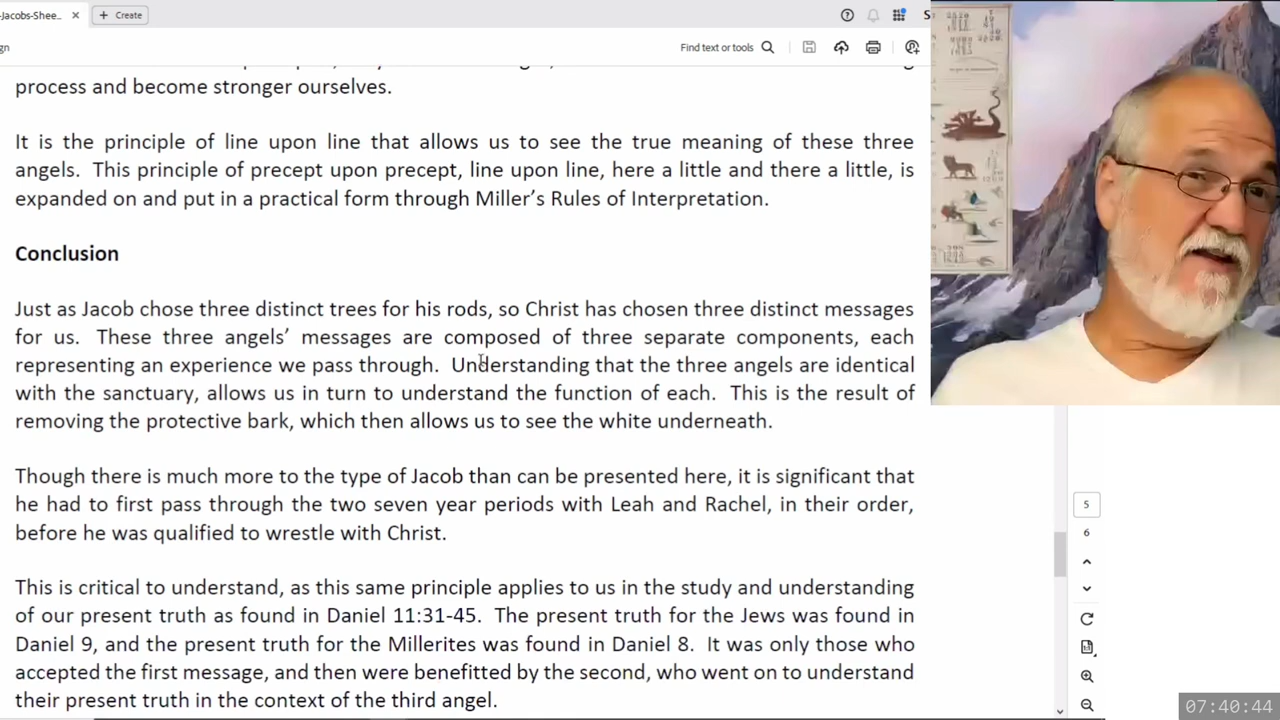 -Jacobs-Shee...
Create
gn
Find text or tools
process and become stronger ourselves.
It is the principle of line upon line that allows us to see the true meaning of these three
angels. This principle of precept upon precept, line upon line, here a little and there a little, is
expanded on and put in a practical form through Miller's Rules of Interpretation.
Conclusion
Just as Jacob chose three distinct trees for his rods, so Christ has chosen three distinct messages
for us. These three angels' messages are composed of three separate components, each
representing an experience we pass through. Understanding that the three angels are identical
with the sanctuary, allows us in turn to understand the function of each. This is the result of
removing the protective bark, which then allows us to see the white underneath.
Though there is much more to the type of Jacob than can be presented here, it is significant that
he had to first pass through the two seven year periods with Leah and Rachel, in their order,
before he was qualified to wrestle with Christ.
This is critical to understand, as this same principle applies to us in the study and understanding
of our present truth as found in Daniel 11:31-45. The present truth for the Jews was found in
Daniel 9, and the present truth for the Millerites was found in Daniel 8. It was only those who
accepted the first message, and then were benefitted by the second, who went on to understand
their present truth in the context of the third angel.
5
6
07:40:44